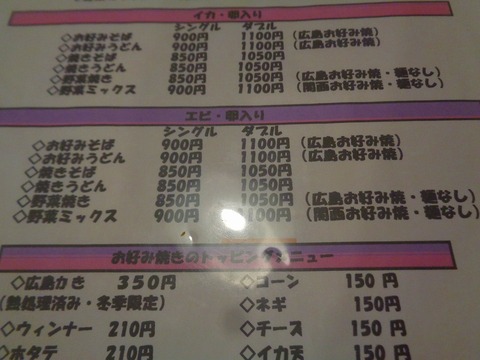 イカ・卵入り
シングル ダブル
◇お好みそば 900円 1100円 (広島お好み焼)
◇お好みうどん 900円 1100円 (広島お好み焼)
◇焼きそば 850円 1050円
◇焼きうどん 850円 1050円
◇野菜焼き 850円 1050円 (広島お好み焼・麺なし)
◇野菜ミックス 900円 1100円 (関西お好み焼・麺なし)
エビ・卵入り
シングル ダブル
◇お好みそば 900円 1100円 (広島お好み焼)
◇お好みうどん 900円 1100円 (広島お好み焼)
◇焼きそば 850円 1050円
◇焼きうどん 850円 1050円
◇野菜焼き 850円 1050円 (広島お好み焼・麺なし)
◇野菜ミックス 900円 1100円 (関西お好み焼・麺なし)
お好み焼きのトッピングメニュー
◇広島かき 350円 ◇コーン 150円
(熱処理済み・冬季限定) ◇ネギ 150円
◇ウィンナー 210円 ◇チーズ 150円
◇ホタテ 210円 ◇イカ天 150円